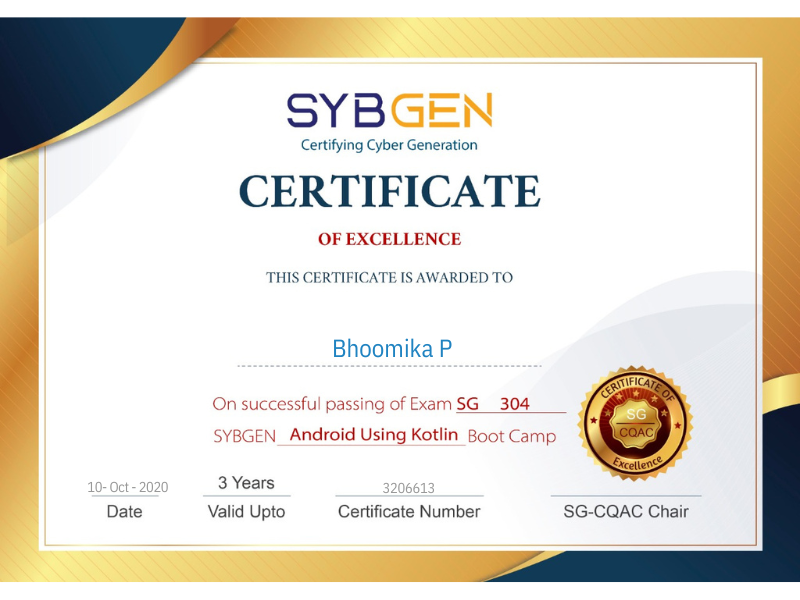 SYBGEN
Certifying Cyber Generation
CERTIFICATE
OF EXCELLENCE
THIS CERTIFICATE IS AWARDED TO
Bhoomika P
On successful passing of Exam SG 304
SYBGEN Android Using Kotlin Boot Camp
CERITIFICATE OF
SG
CQAC
Excellence
10- Oct - 2020 3 Years 3206613
Date Valid Upto Certificate Number SG-CQAC Chair